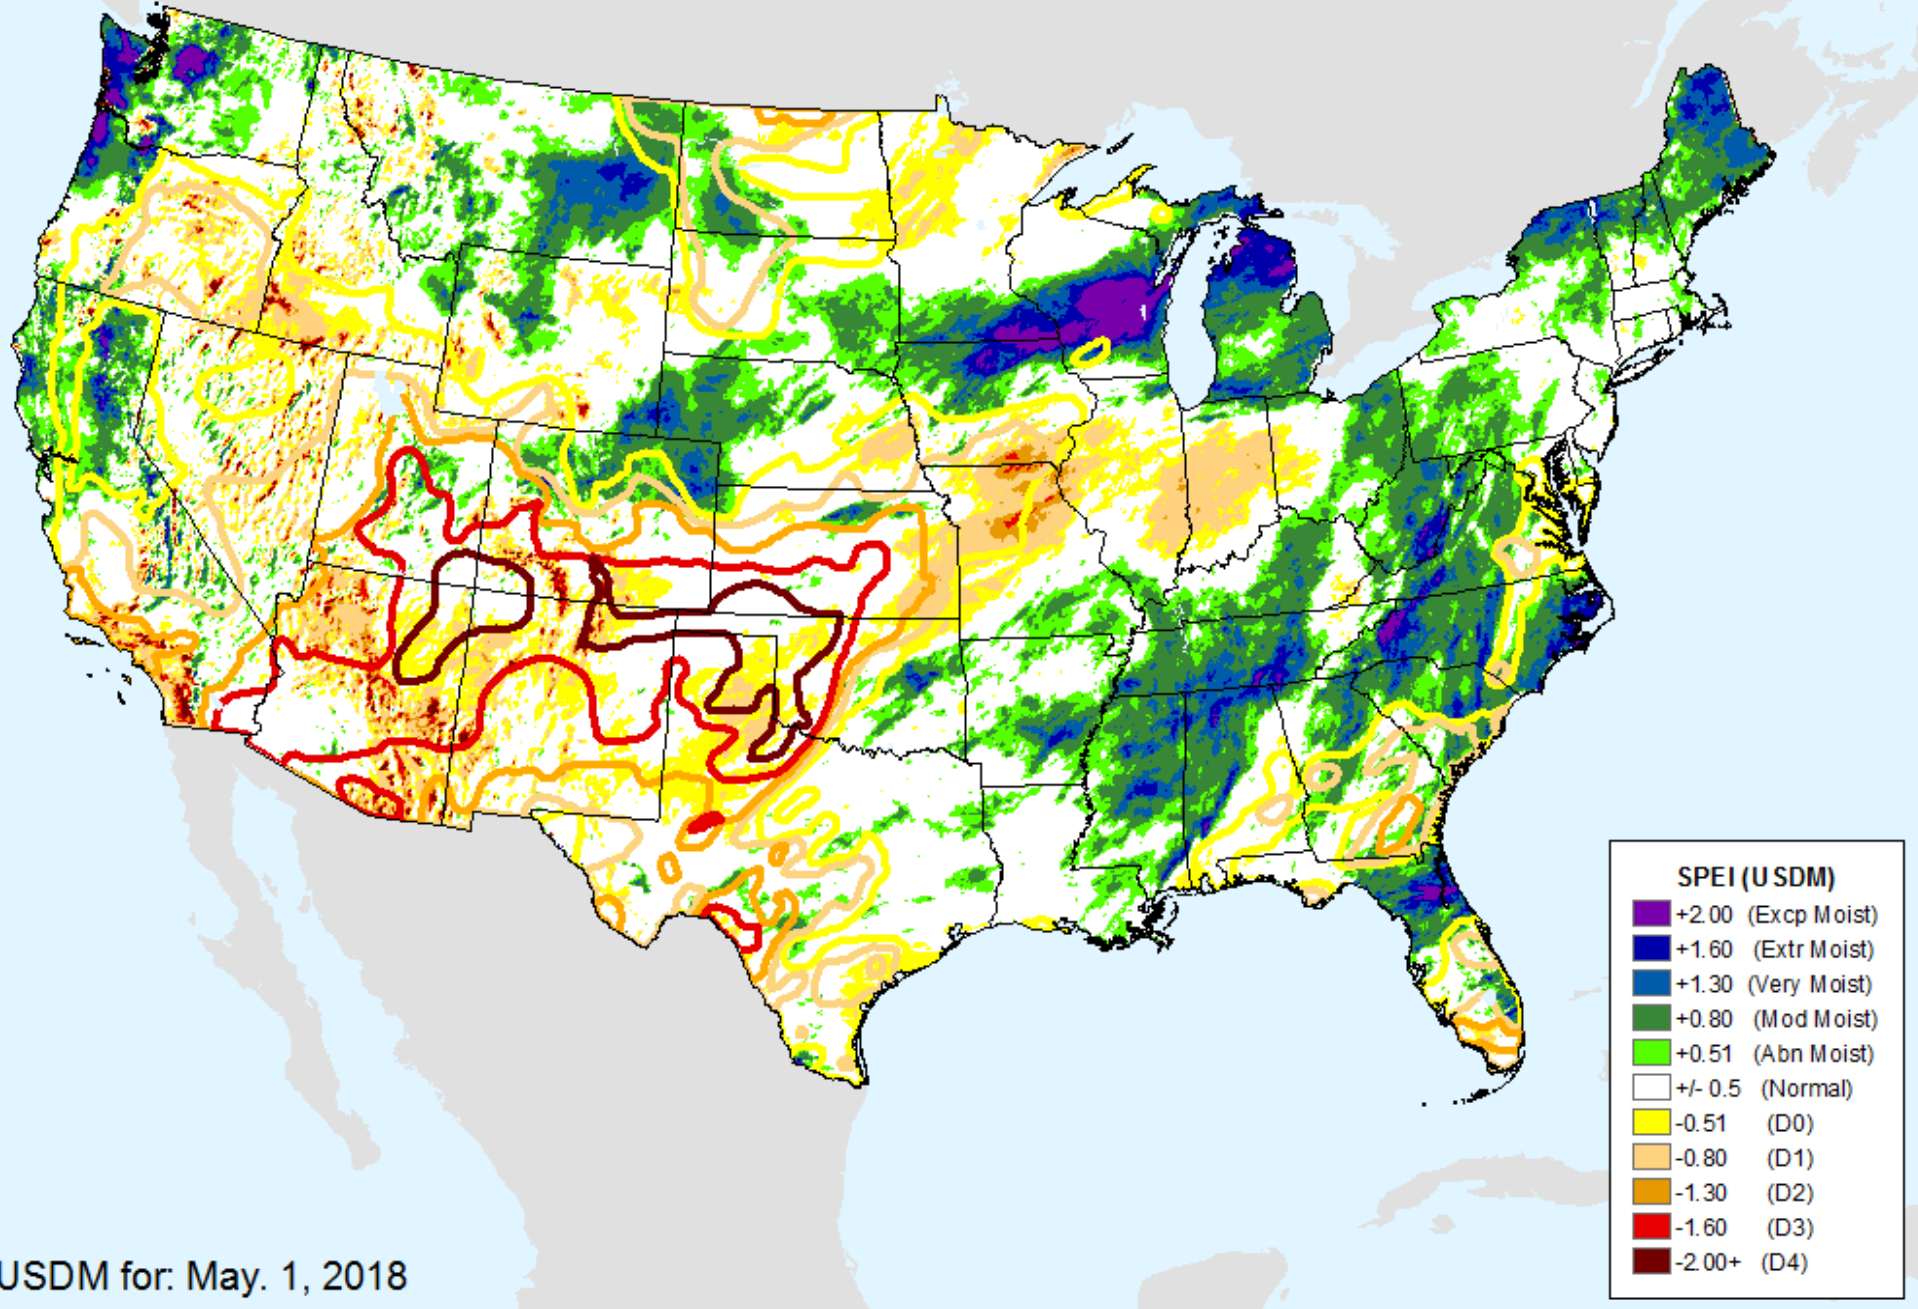 SPEI (USDM)
+2.00 (Excp Moist)
+1.60 (Extr Moist)
+1.30 (Very Moist)
+0.80 (Mod Moist)
+0.51 (Abn Moist)
+/- 0.5 (Normal)
-0.51 (D0)
-0.80 (D1)
-1.30 (D2)
-1.60 (D3)
-2.00+ (D4)
USDM for: May. 1, 2018